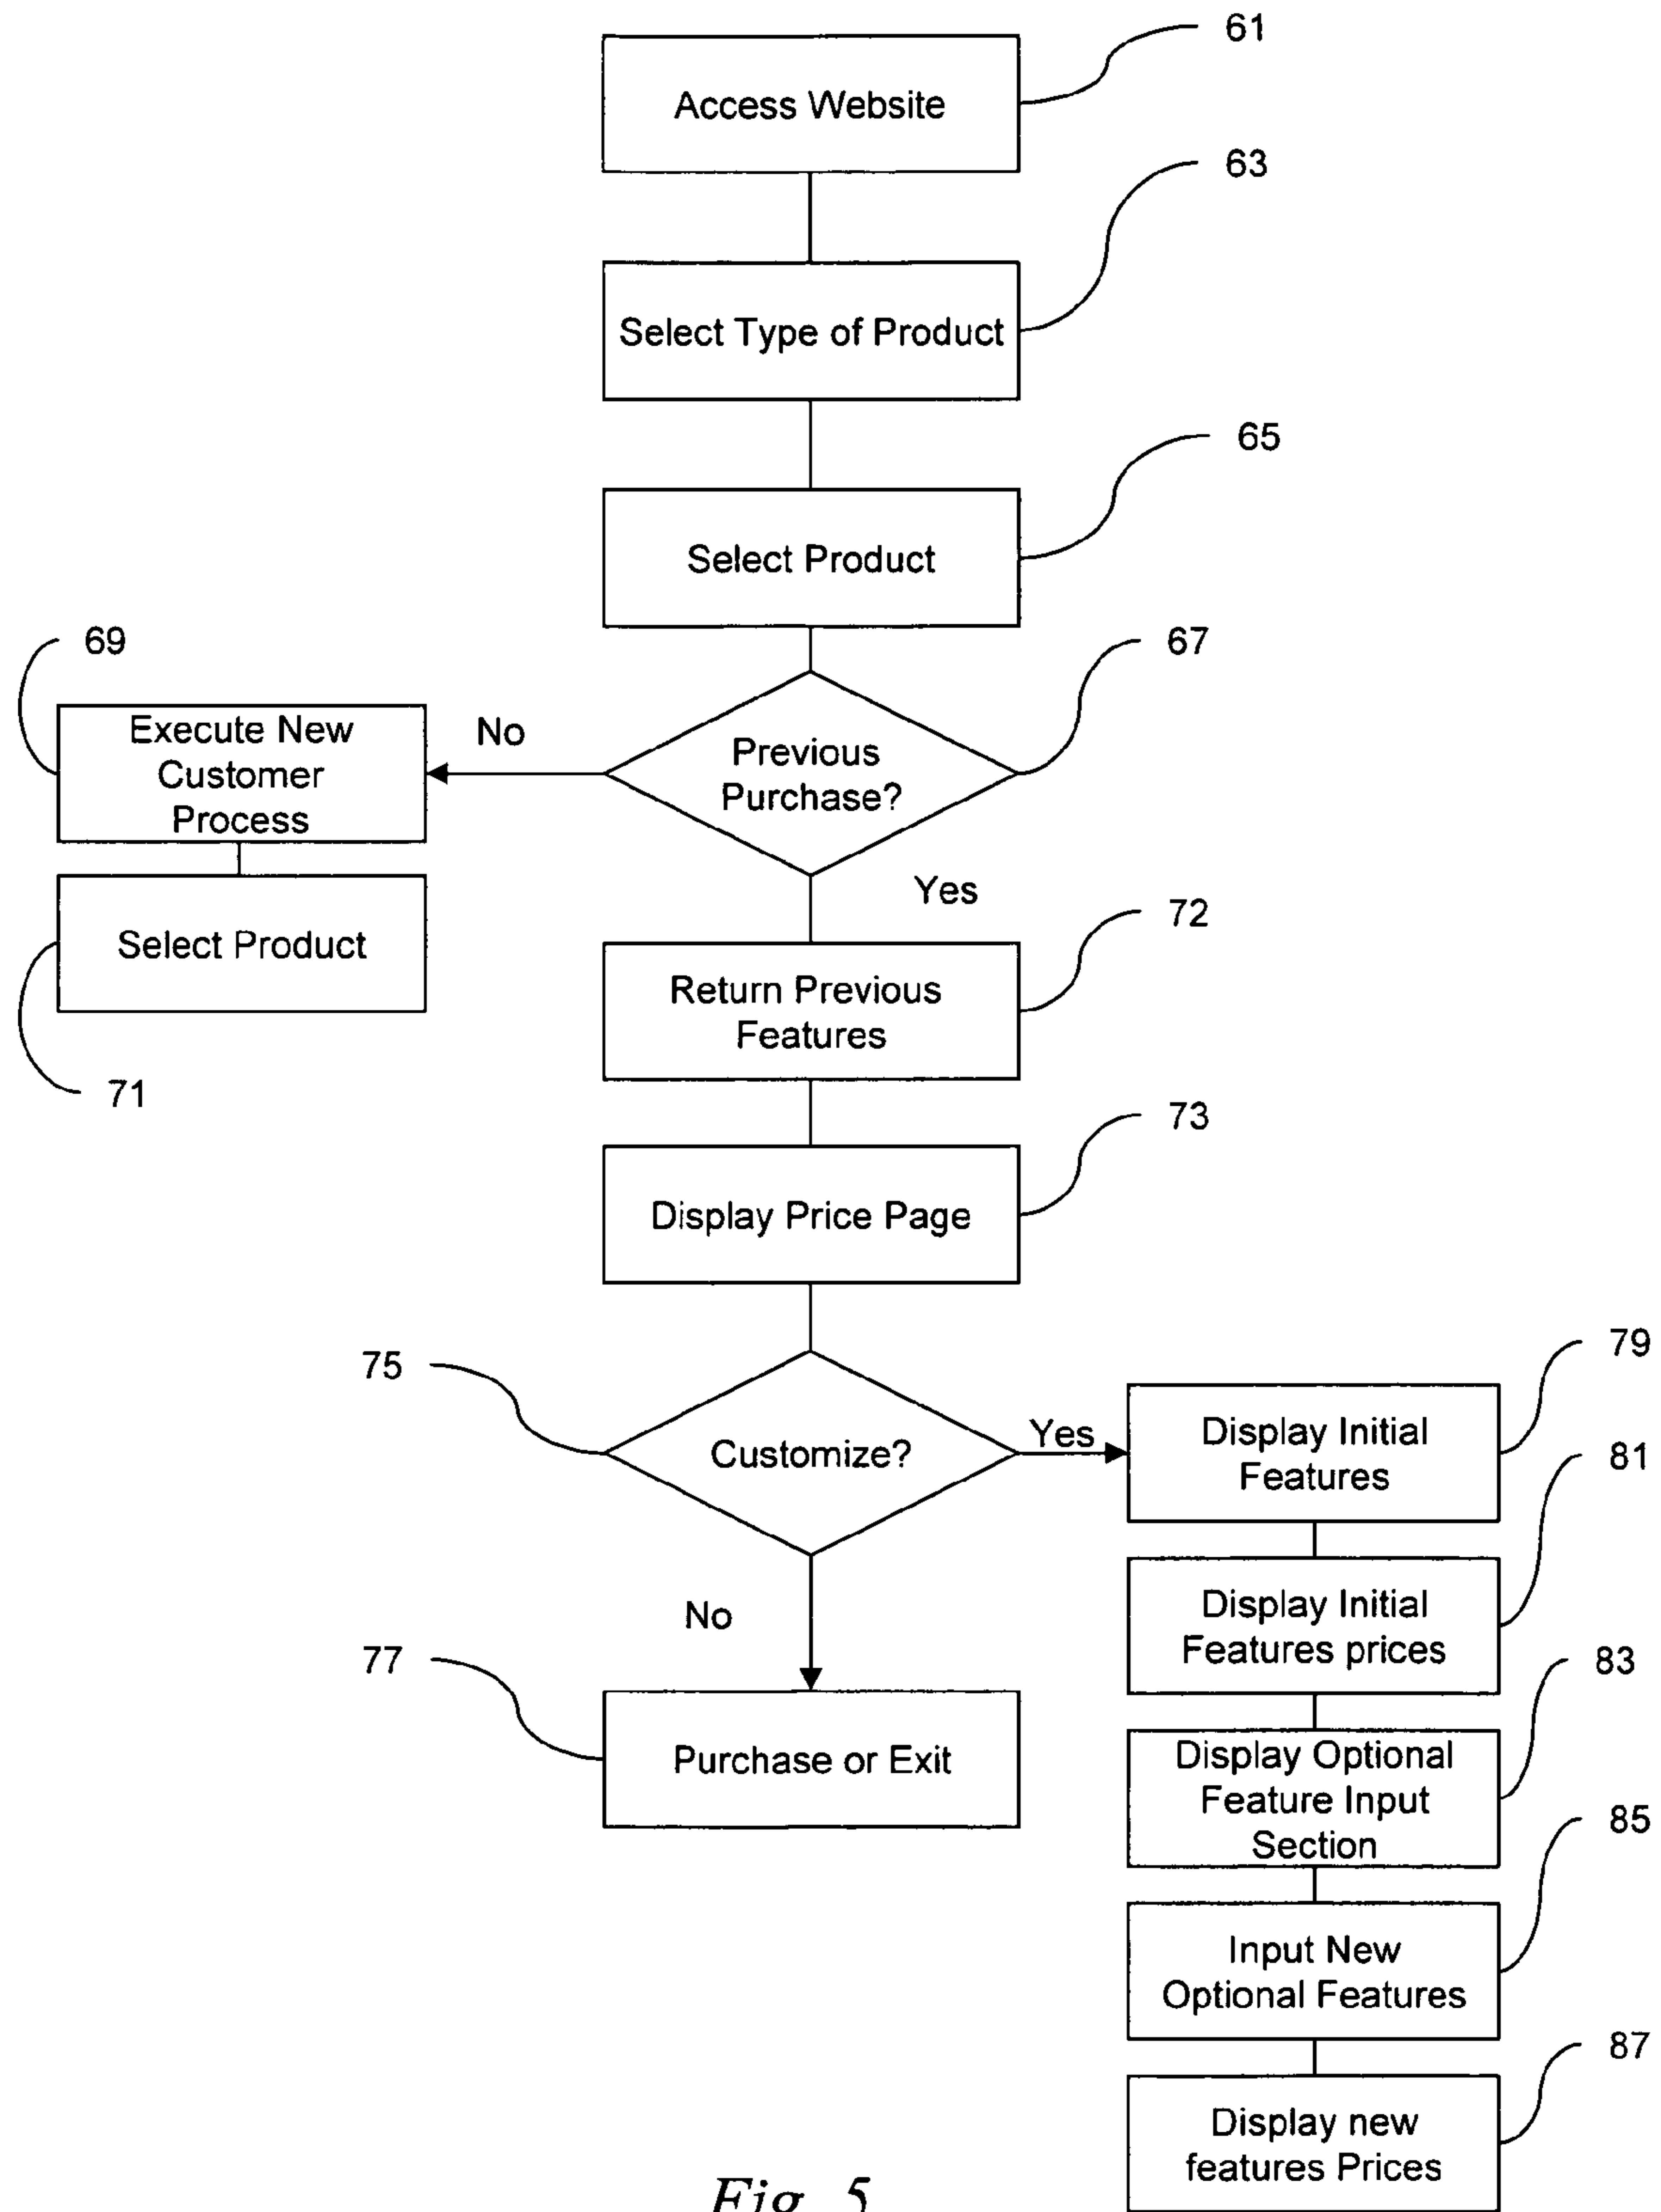 61
Access Website
63
Select Type of Product
65
Select Product
69
67
Execute New
Customer
Process
No
Previous
Purchase?
Yes
72
Select Product
Return Previous
Features
71
73
Display Price Page
79
75
Customize?
Yes
Display Initial
Features
81
Display Initial
Features prices
No
77
83
Purchase or Exit
Display Optional
Feature Input
Section
85
Input New
Optional Features
87
Display new
features Prices
Fig. 5